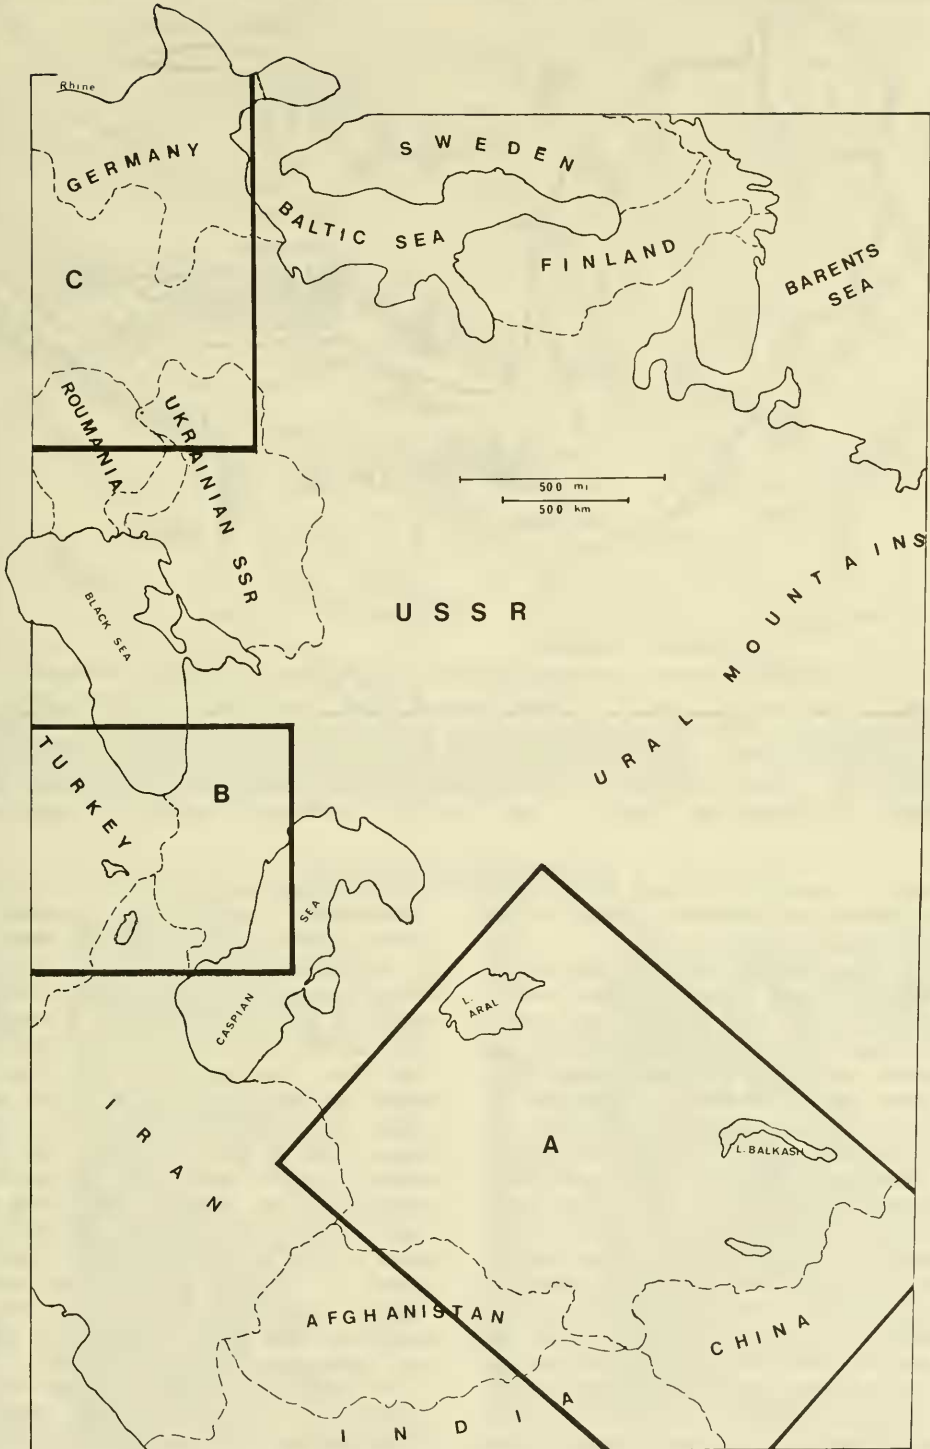 Rhine
GERMANY
SWEDEN
BALTIC SEA
FINLAND
BARENTS
SEA
C
ROUMANIA
UKRAINIAN SSR
500 mi
500 km
URAL MOUNTAINS
USSR
BLACK SEA
TURKEY
B
CASPIAN SEA
L.
ARAL
IRAN
A
L. BALKASH
AFGHANISTAN
CHINA
INDIA